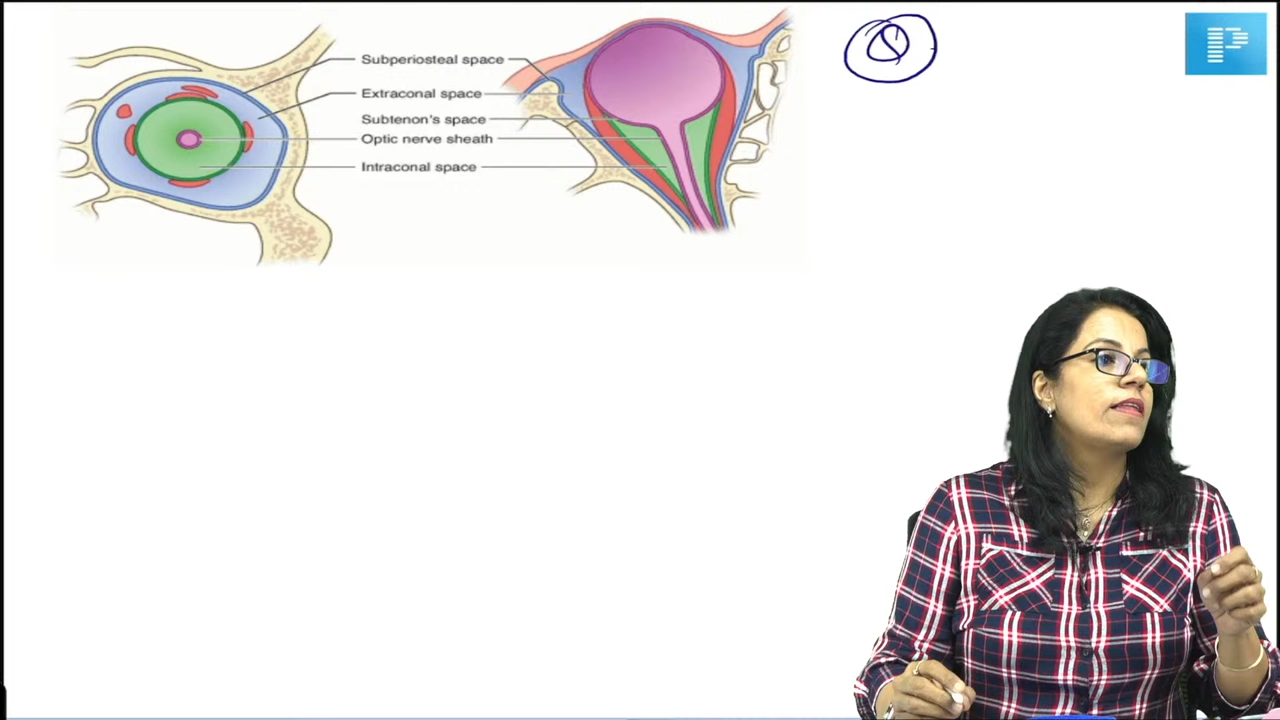 Subperiosteal space
Extraconal space
Subtenon's space
Optic nerve sheath
Intraconal space
P